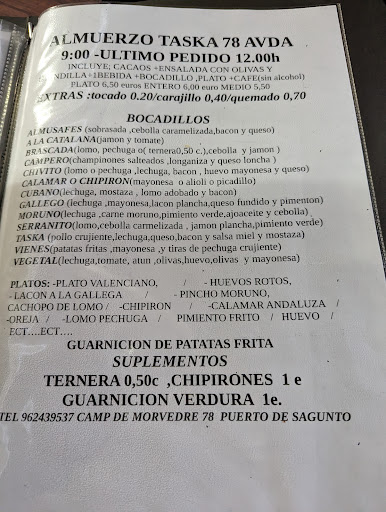 ALMUERZO TASKA 78 AVDA
9:00 -ULTIMO PEDIDO 12.00h
INCLUYE; CACAOS +ENSALADA CON OLIVAS Y
NDILLA+1BEBIDA +BOCADILLO ,PLATO +CAFE(sin alcohol)
PLATO 6,50 euros ENTERO 6,00 euro MEDIO 5,50
EXTRAS :tocado 0.20/carajillo 0,40/quemado 0,70
BOCADILLOS
ALMUSAFES (sobrasada ,cebolla caramelizada,bacon y queso)
A LA CATALANA(jamon y tomate)
BRASCADA(lomo, pechuga o( ternera0,50 c.),cebolla y jamon )
CAMPERO(champinones salteados ,longaniza y queso loncha )
CHIVITO (lomo o pechuga ,lechuga, bacon , huevo mayonesa y queso)
CALAMAR O CHIPIRON(mayonesa o alioli o picadillo)
CUBANO(lechuga, mostaza , lomo adobado y bacon)
GALLEGO (lechuga ,mayonesa,lacon plancha,queso fundido y pimenton)
MORUNO(lechuga ,carne moruno,pimiento verde,ajoaceite y cebolla)
SERRANITO(lomo,cebolla carmelizada , jamon plancha,pimiento verde)
TASKA (pollo crujiente,lechuga,queso,bacon y salsa miel y mostaza)
VIENES(patatas fritas ,mayonesa ,y tiras de pechuga crujiente)
VEGETAL(lechuga,tomate, atun ,olivas,huevo,olivas y mayonesa)
PLATOS: -PLATO VALENCIANO, / - HUEVOS ROTOS,
- LACON A LA GALLEGA / - PINCHO MORUNO,
CACHOPO DE LOMO / -CHIPIRON / -CALAMAR ANDALUZA /
-OREJA / -LOMO PECHUGA / PIMIENTO FRITO / HUEVO /
ECT....ECT....
GUARNICION DE PATATAS FRITA
SUPLEMENTOS
TERNERA 0,50c ,CHIPIRONES 1 e
GUARNICION VERDURA 1e.
TEL 962439537 CAMP DE MORVEDRE 78 PUERTO DE SAGUNTO